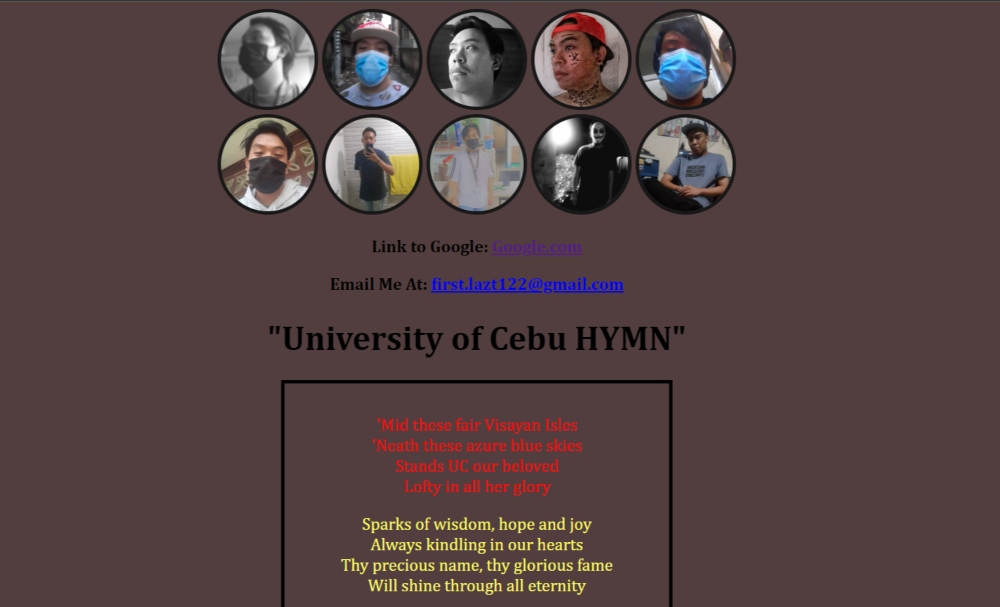 Link to Google: Google.com
Email Me At: first.lazt122@gmail.com
"University of Cebu HYMN"
'Mid these fair Visayan Isles
'Neath these azure blue skies
Stands UC our beloved
Lofty in all her glory
Sparks of wisdom, hope and joy
Always kindling in our hearts
Thy precious name, thy glorious fame
Will shine through all eternity